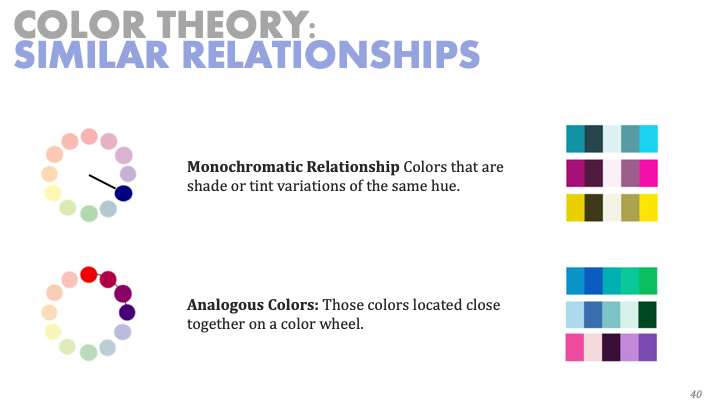 COLOR THEORY:
SIMILAR RELATIONSHIPS
Monochromatic Relationship Colors that are
shade or tint variations of the same hue.
Analogous Colors: Those colors located close
together on a color wheel.
40